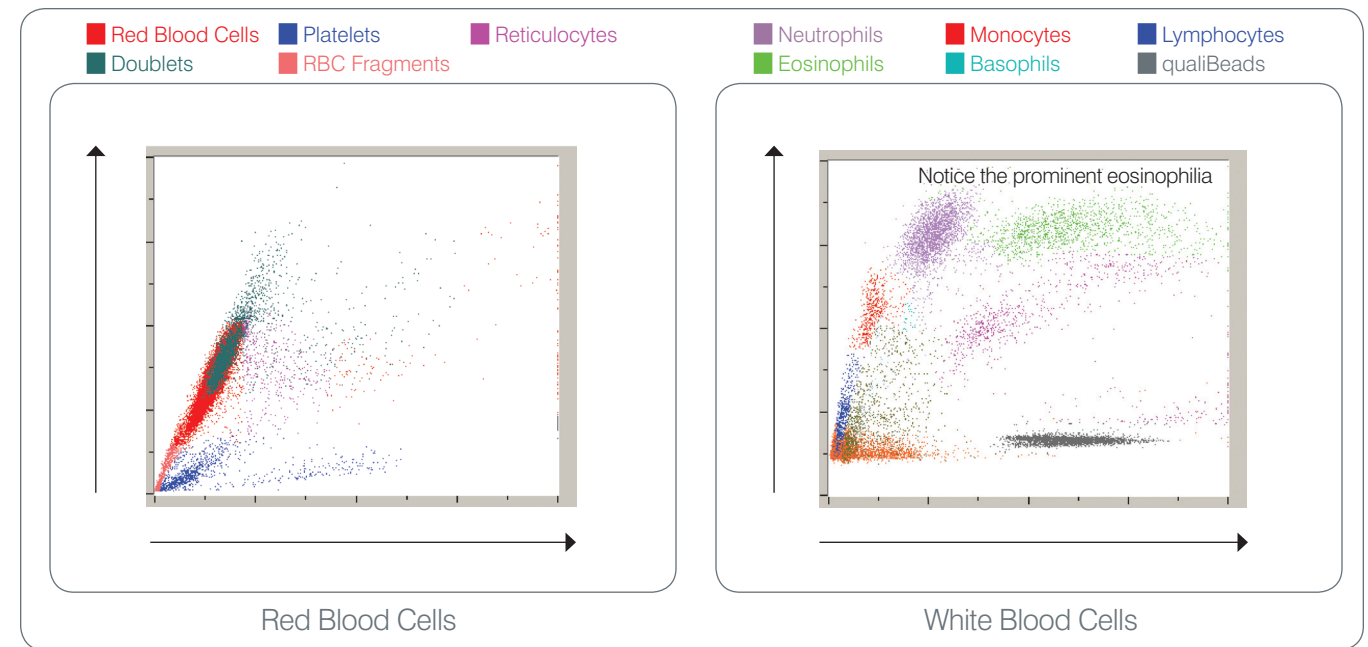 Red Blood Cells Platelets Reticulocytes
Doublets RBC Fragments
Neutrophils Monocytes Lymphocytes
Eosinophils Basophils qualiBeads
Notice the prominent eosinophilia
Red Blood Cells
White Blood Cells